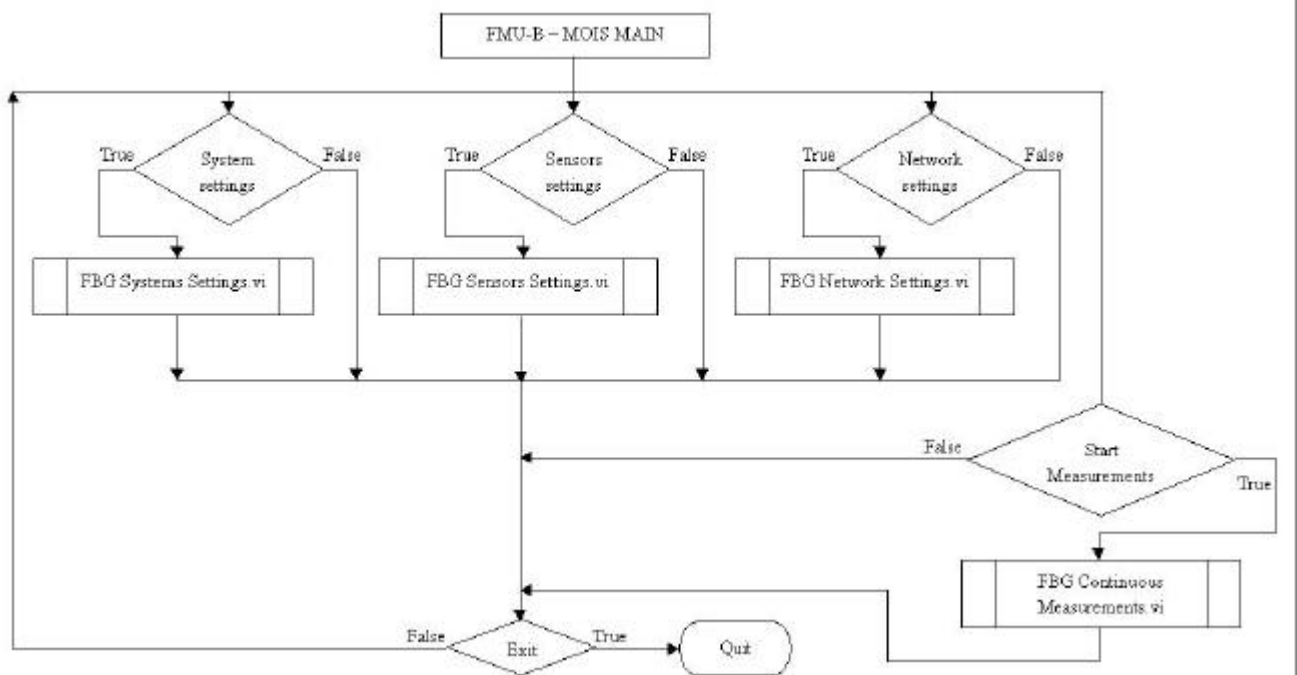 FMU-B – MOIS MAIN
True
System
settings
False
True
Sensors
settings
False
True
Network
settings
False
FBG Systems Settings.vi
FBG Sensors Settings.vi
FBG Network Settings.vi
False
Start
Measurements
True
FBG Continuous
Measurements.vi
False
Exit
True
Quit